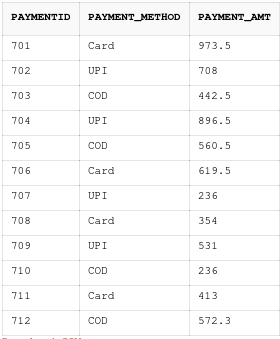 PAYMENTID PAYMENT_METHOD PAYMENT_AMT
701 Card 973.5
702 UPI 708
703 COD 442.5
704 UPI 896.5
705 COD 560.5
706 Card 619.5
707 UPI 236
708 Card 354
709 UPI 531
710 COD 236
711 Card 413
712 COD 572.3